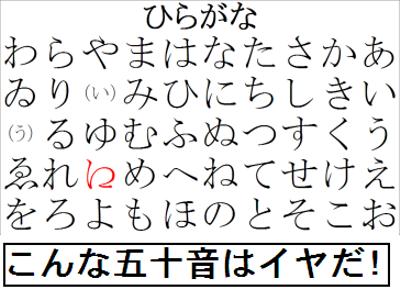 ひらがな
あいうえお
かきくけこ
さしすせそ
たちつてと
なにぬねの
はひふへほ
まみむめも
や(い)ゆ𛀁よ
らりるれろ
わゐ(う)ゑを
こんな五十音はイヤだ!